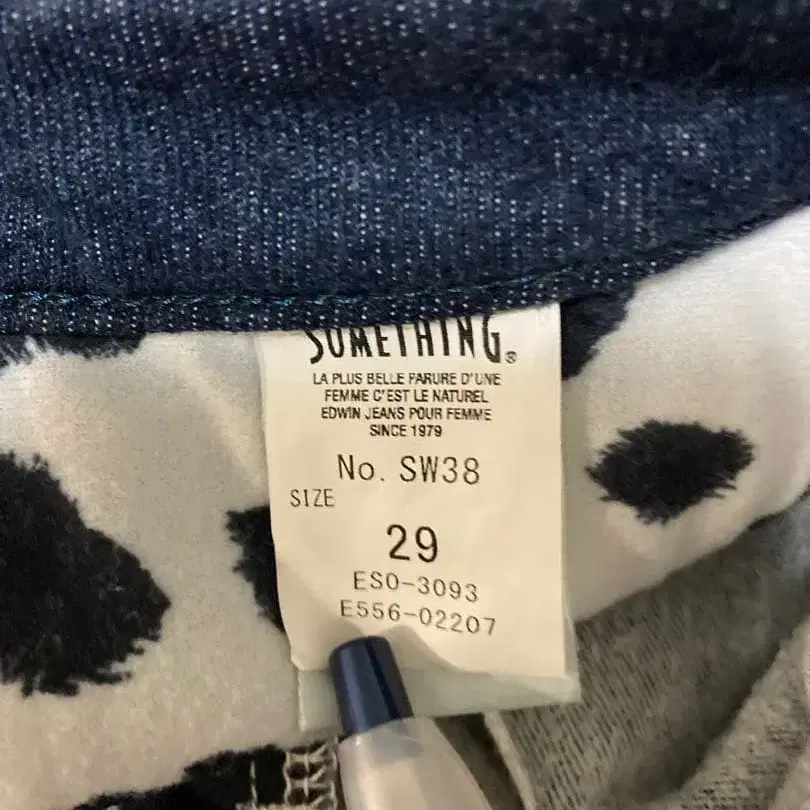 SOMETHING®
LA PLUS BELLE PARURE D'UNE
FEMME C'EST LE NATUREL
EDWIN JEANS POUR FEMME
SINCE 1979
No. SW38
SIZE
29
ESO-3093
E556-02207